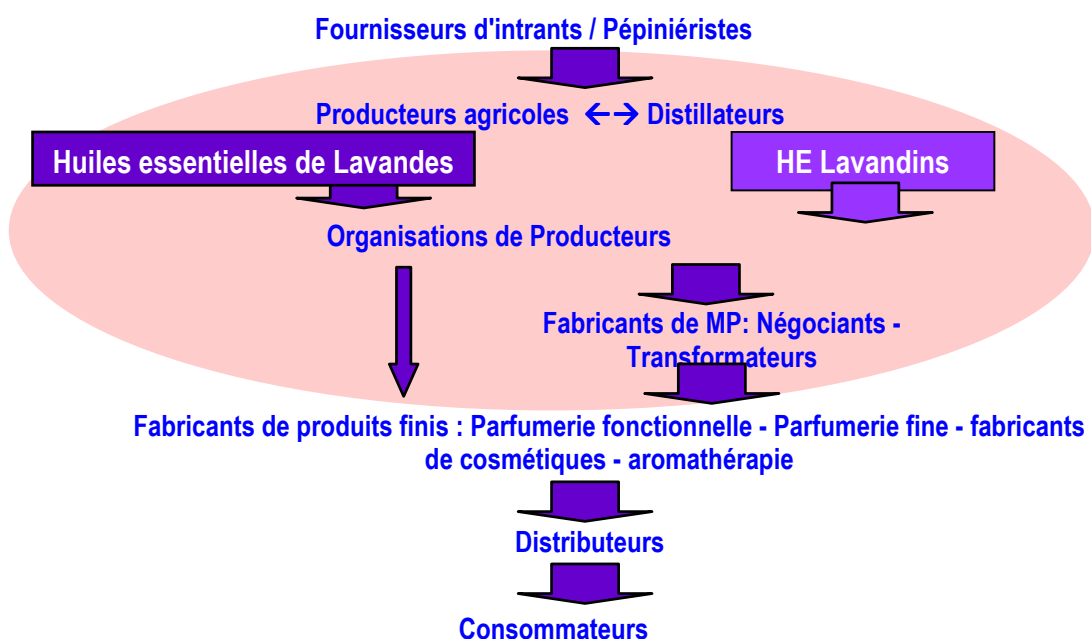 Fournisseurs d'intrants / Pépiniéristes
Producteurs agricoles ←→ Distillateurs
Huiles essentielles de Lavandes
HE Lavandins
Organisations de Producteurs
Fabricants de MP: Négociants -
Transformateurs
Fabricants de produits finis : Parfumerie fonctionnelle - Parfumerie fine - fabricants
de cosmétiques - aromathérapie
Distributeurs
Consommateurs